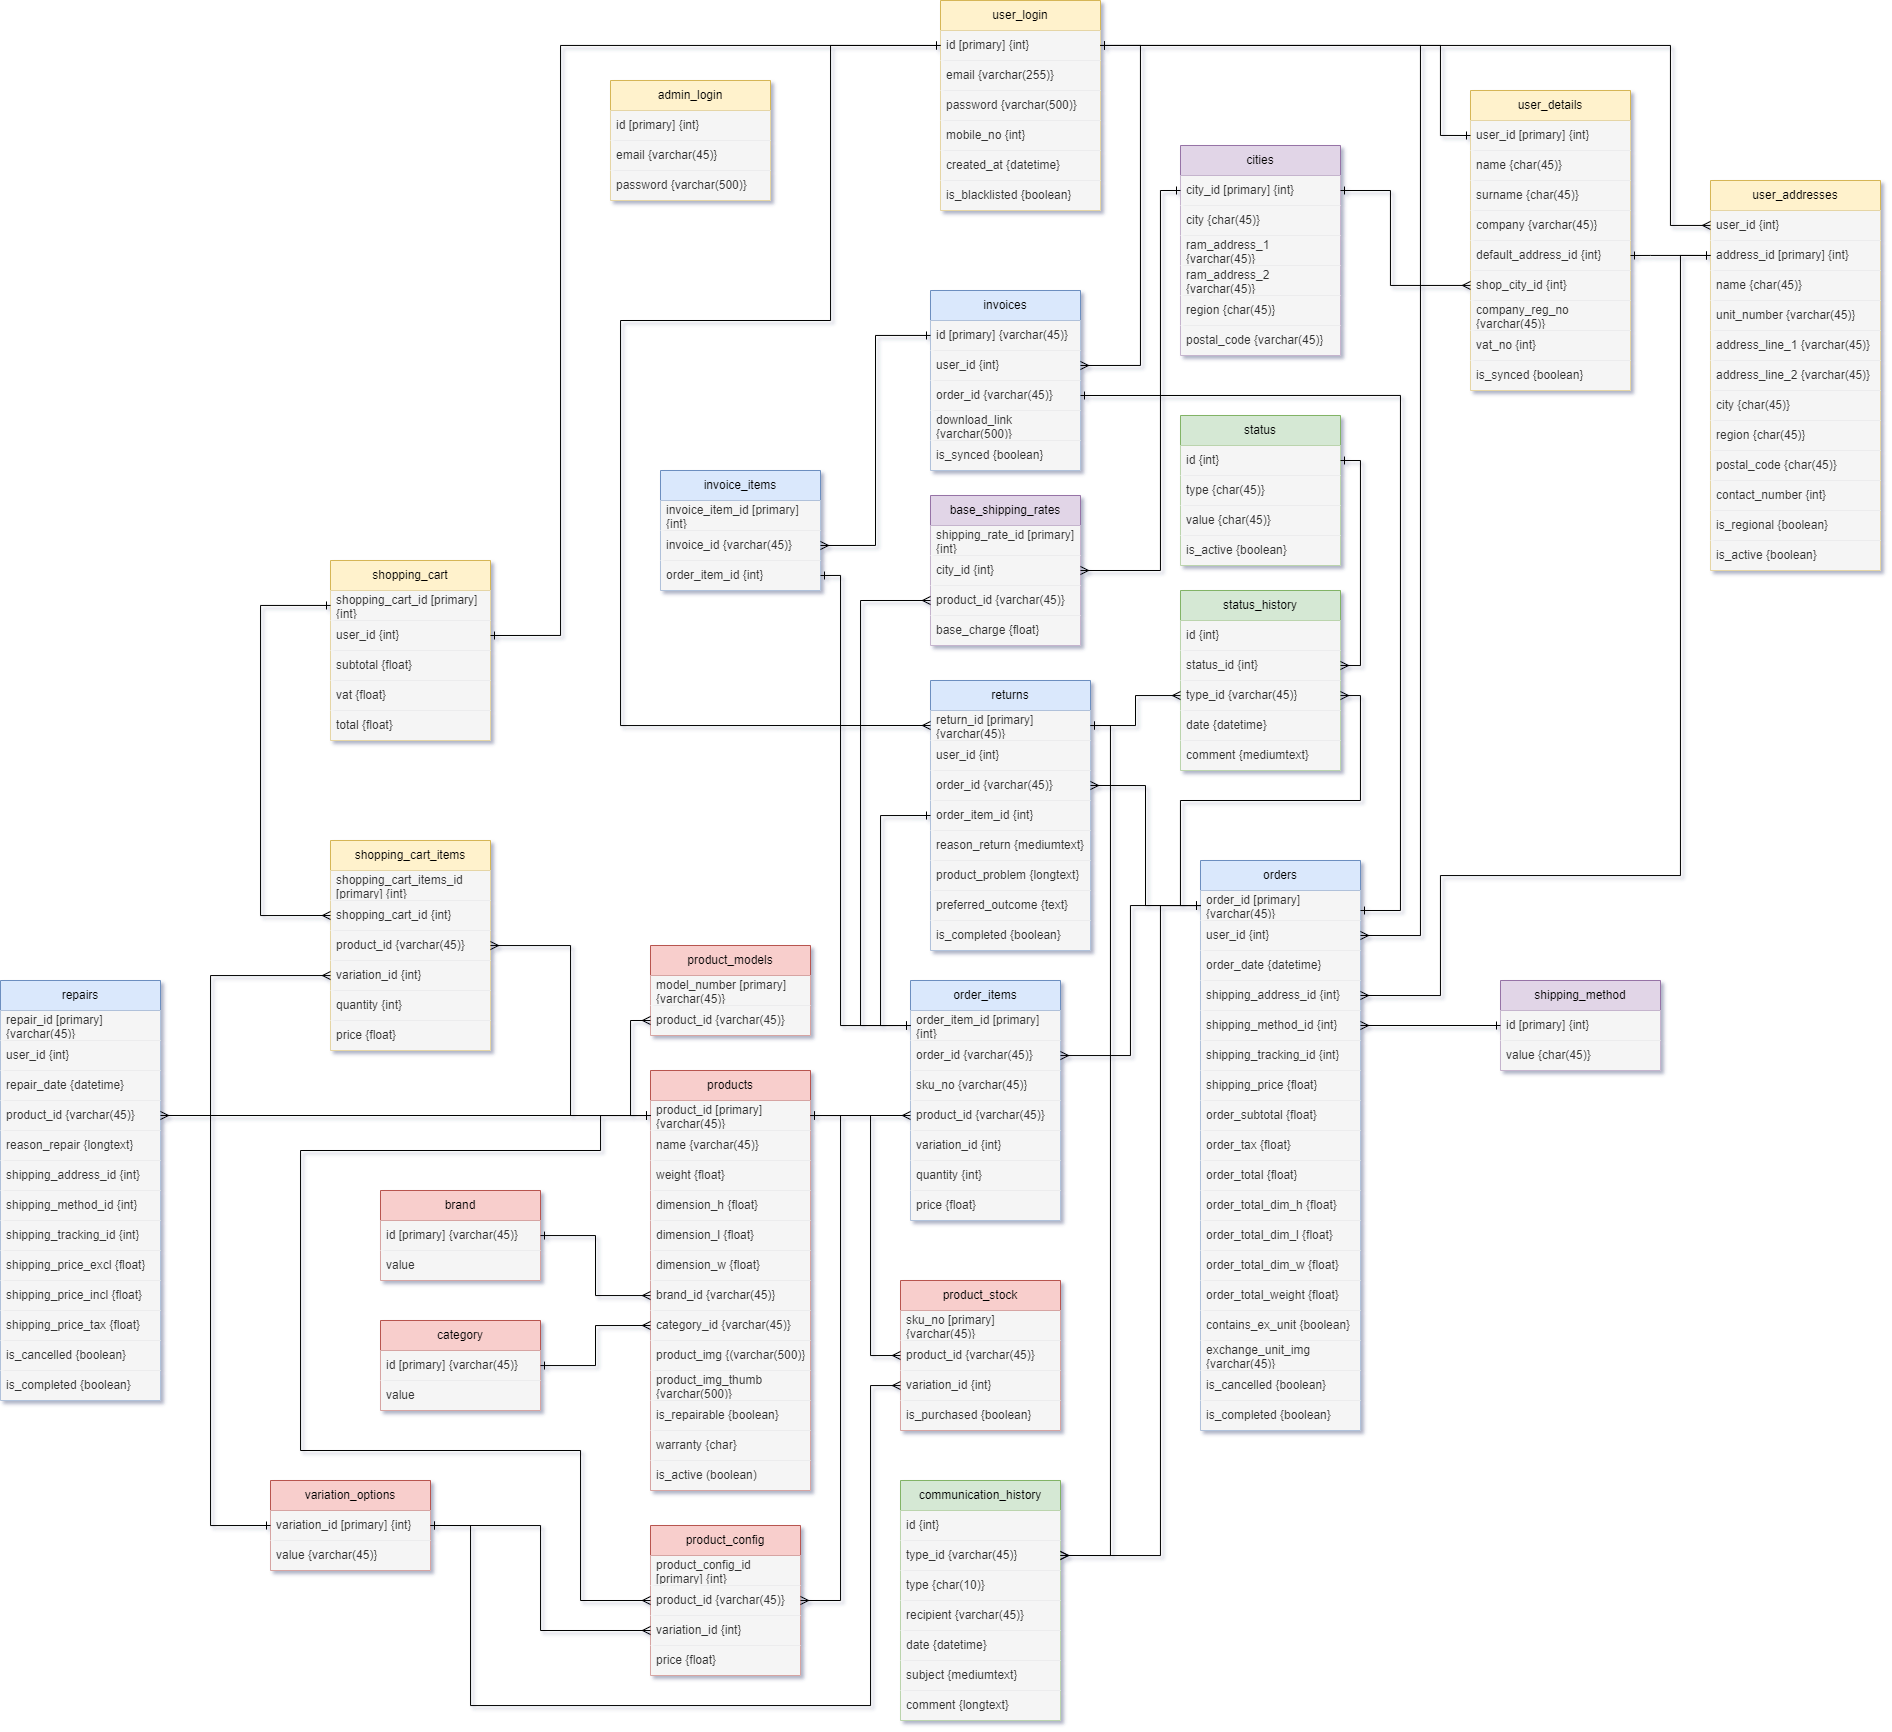 user_login
id [primary] {int}
email {varchar(255)}
password {varchar(500)}
mobile_no {int}
created_at {datetime}
is_blacklisted {boolean}
admin_login
id [primary] {int}
email {varchar(45)}
password {varchar(500)}
user_details
user_id [primary] {int}
name {char(45)}
surname {char(45)}
company {varchar(45)}
default_address_id {int}
shop_city_id {int}
company_reg_no
{varchar(45)}
vat_no {int}
is_synced {boolean}
cities
city_id [primary] {int}
city {char(45)}
ram_address_1
{varchar(45)}
ram_address_2
{varchar(45)}
region {char(45)}
postal_code {varchar(45)}
user_addresses
user_id {int}
address_id [primary] {int}
name {char(45)}
unit_number {varchar(45)}
address_line_1 {varchar(45)}
address_line_2 {varchar(45)}
city {char(45)}
region {char(45)}
postal_code {char(45)}
contact_number {int}
is_regional {boolean}
is_active {boolean}
invoices
id [primary] {varchar(45)}
user_id {int}
order_id {varchar(45)}
download_link
{varchar(500)}
is_synced {boolean}
status
id {int}
type {char(45)}
value {char(45)}
is_active {boolean}
invoice_items
invoice_item_id [primary]
{int}
invoice_id {varchar(45)}
order_item_id {int}
base_shipping_rates
shipping_rate_id [primary]
{int}
city_id {int}
product_id {varchar(45)}
base_charge {float}
shopping_cart
shopping_cart_id [primary]
{int}
user_id {int}
subtotal {float}
vat {float}
total {float}
status_history
id {int}
status_id {int}
type_id {varchar(45)}
date {datetime}
comment {mediumtext}
returns
return_id [primary]
{varchar(45)}
user_id {int}
order_id {varchar(45)}
order_item_id {int}
reason_return {mediumtext}
product_problem {longtext}
preferred_outcome {text}
is_completed {boolean}
shopping_cart_items
shopping_cart_items_id
[primary] {int}
shopping_cart_id {int}
product_id {varchar(45)}
variation_id {int}
quantity {int}
price {float}
orders
order_id [primary]
{varchar(45)}
user_id {int}
order_date {datetime}
shipping_address_id {int}
shipping_method_id {int}
shipping_tracking_id {int}
shipping_price {float}
order_subtotal {float}
order_tax {float}
order_total {float}
order_total_dim_h {float}
order_total_dim_l {float}
order_total_dim_w {float}
order_total_weight {float}
contains_ex_unit {boolean}
exchange_unit_img
{varchar(45)}
is_cancelled {boolean}
is_completed {boolean}
product_models
model_number [primary]
{varchar(45)}
product_id {varchar(45)}
repairs
repair_id [primary]
{varchar(45)}
user_id {int}
repair_date {datetime}
product_id {varchar(45)}
reason_repair {longtext}
shipping_address_id {int}
shipping_method_id {int}
shipping_tracking_id {int}
shipping_price_excl {float}
shipping_price_incl {float}
shipping_price_tax {float}
is_cancelled {boolean}
is_completed {boolean}
order_items
order_item_id [primary]
{int}
order_id {varchar(45)}
sku_no {varchar(45)}
product_id {varchar(45)}
variation_id {int}
quantity {int}
price {float}
shipping_method
id [primary] {int}
value {char(45)}
products
product_id [primary]
{varchar(45)}
name {varchar(45)}
weight {float}
dimension_h {float}
dimension_l {float}
dimension_w {float}
brand_id {varchar(45)}
category_id {varchar(45)}
product_img {(varchar(500)}
product_img_thumb
{varchar(500)}
is_repairable {boolean}
warranty {char}
is_active (boolean)
brand
id [primary] {varchar(45)}
value
category
id [primary] {varchar(45)}
value
product_stock
sku_no [primary]
{varchar(45)}
product_id {varchar(45)}
variation_id {int}
is_purchased {boolean}
variation_options
variation_id [primary] {int}
value {varchar(45)}
product_config
product_config_id
[primary] {int}
product_id {varchar(45)}
variation_id {int}
price {float}
communication_history
id {int}
type_id {varchar(45)}
type {char(10)}
recipient {varchar(45)}
date {datetime}
subject {mediumtext}
comment {longtext}